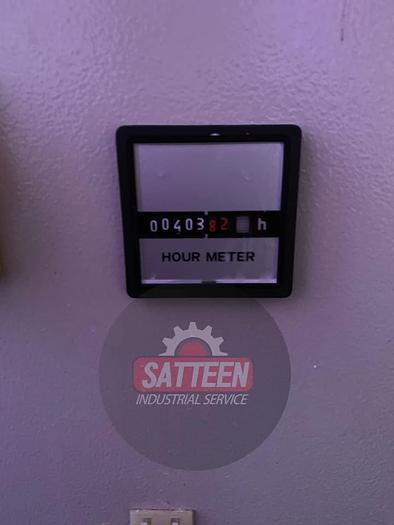 0040382 h
HOUR METER
SATTEEN
INDUSTRIAL SERVICE